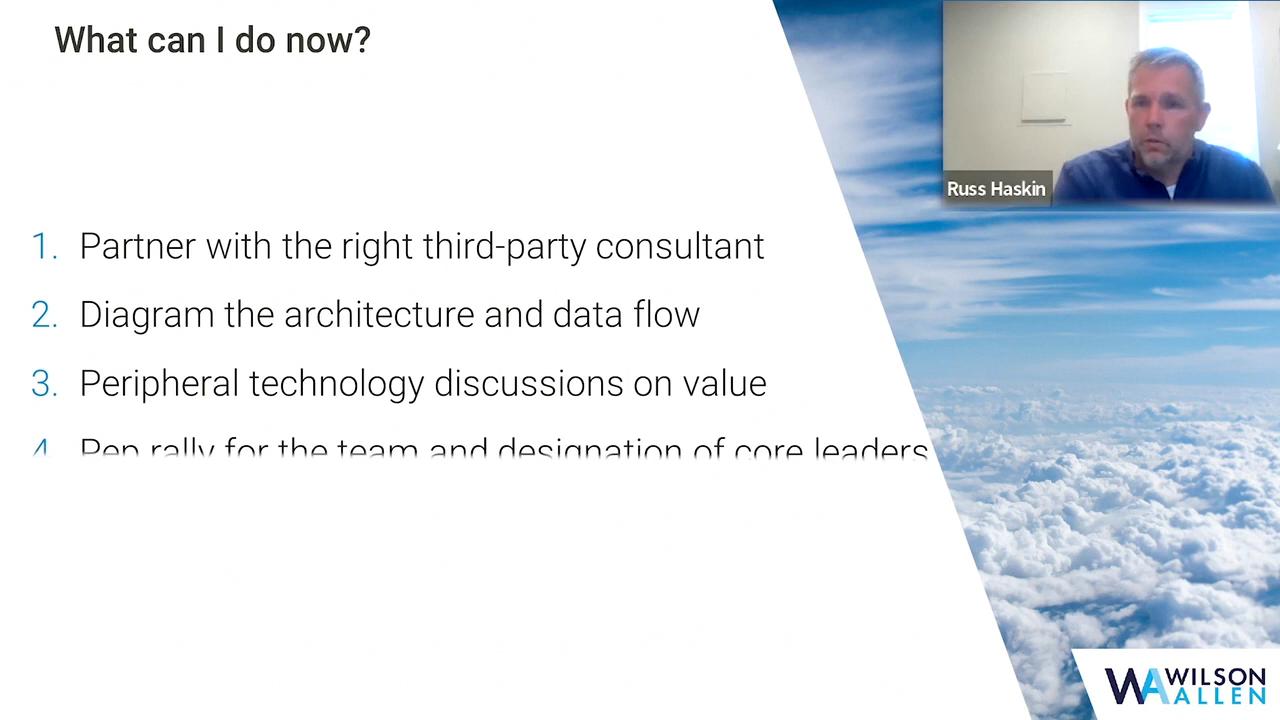 What can I do now?
Russ Haskin
1. Partner with the right third-party consultant
2. Diagram the architecture and data flow
3. Peripheral technology discussions on value
4. Pep rally for the team and designation of core leaders
WILSON
ALLEN